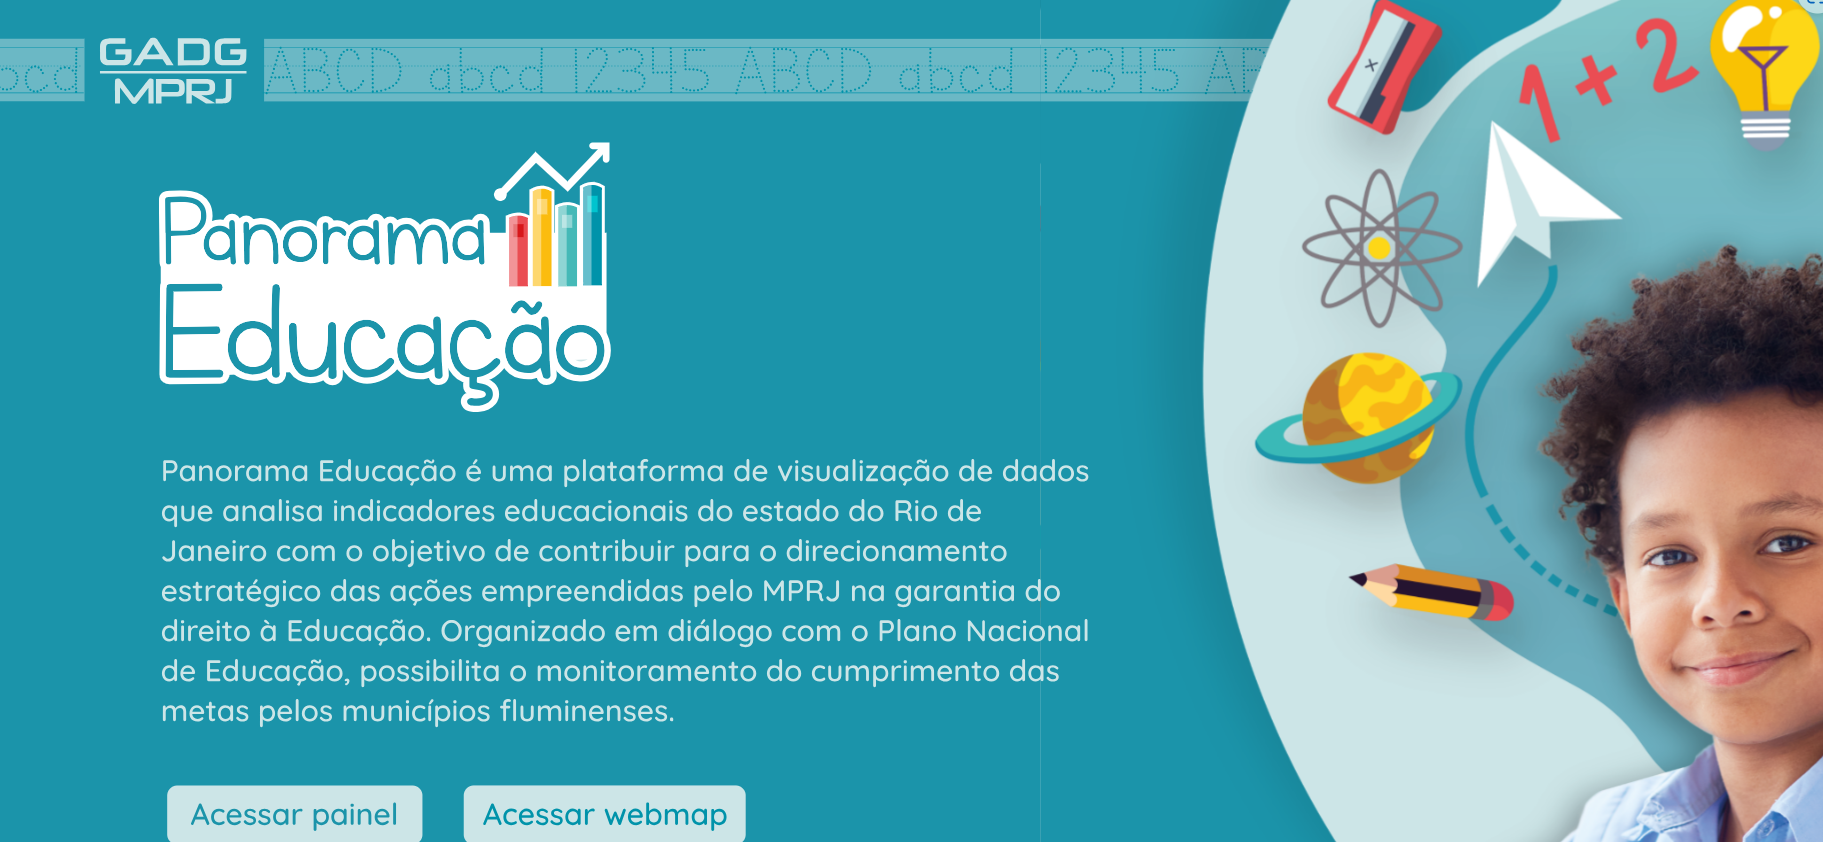 bcd GADG MPRJ ABCD abcd 12345 ABCD abcd 12345 AB
1+2
Panorama
Educação
Panorama Educação é uma plataforma de visualização de dados
que analisa indicadores educacionais do estado do Rio de
Janeiro com o objetivo de contribuir para o direcionamento
estratégico das ações empreendidas pelo MPRJ na garantia do
direito à Educação. Organizado em diálogo com o Plano Nacional
de Educação, possibilita o monitoramento do cumprimento das
metas pelos municípios fluminenses.
Acessar painel Acessar webmap